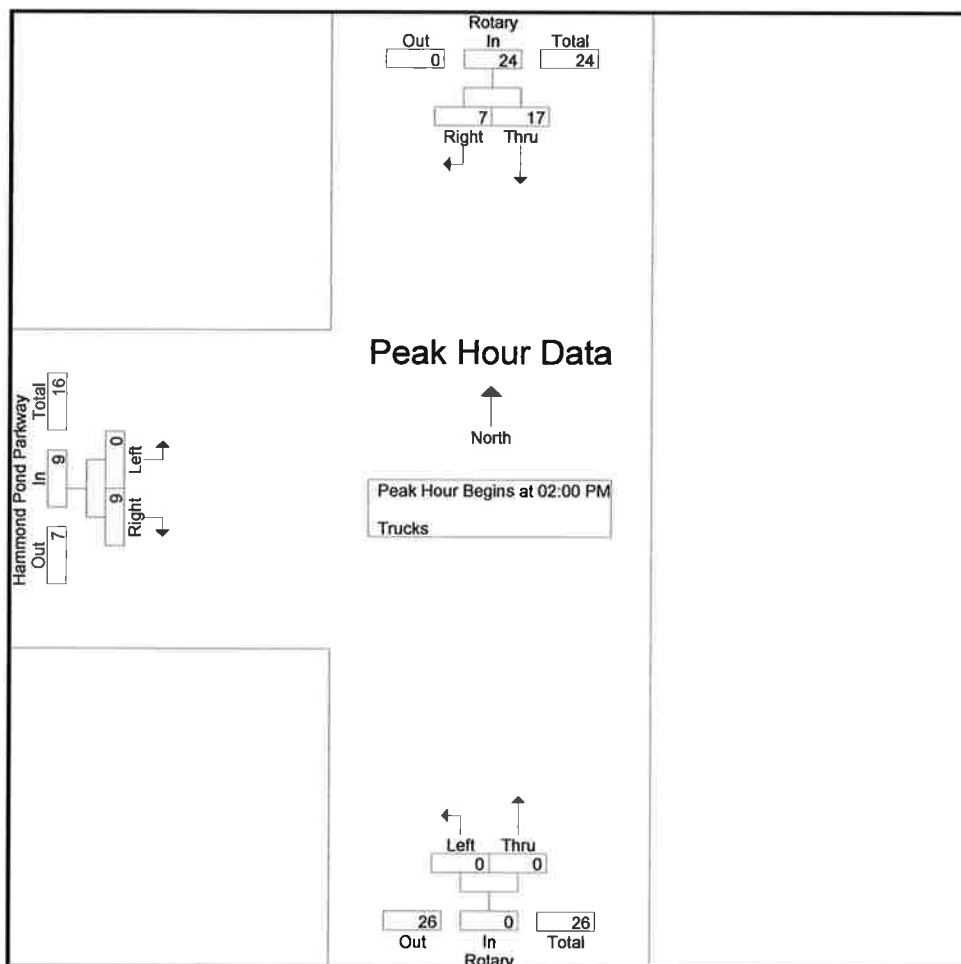 Rotary
Out In Total
0 24 24
7 17
Right Thru
Peak Hour Data
North
Peak Hour Begins at 02:00 PM
Trucks
Hammond Pond Parkway
Out In Total
7 9 16
Right Left
9 0
Left Thru
0 0
26 0 26
Out In Total
Rotary